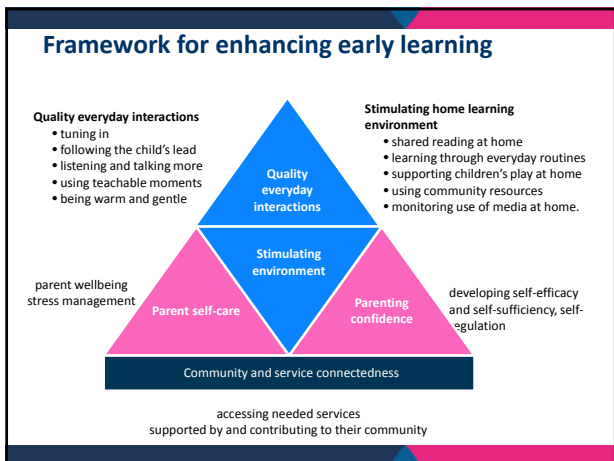 Framework for enhancing early learning
Quality everyday interactions
• tuning in
• following the child's lead
• listening and talking more
• using teachable moments
• being warm and gentle
Stimulating home learning
environment
• shared reading at home
• learning through everyday routines
• supporting children's play at home
• using community resources
• monitoring use of media at home.
Quality
everyday
interactions
Stimulating
environment
parent wellbeing
stress management
Parent self-care
Parenting
confidence
developing self-efficacy
and self-sufficiency, self-
regulation
Community and service connectedness
accessing needed services
supported by and contributing to their community